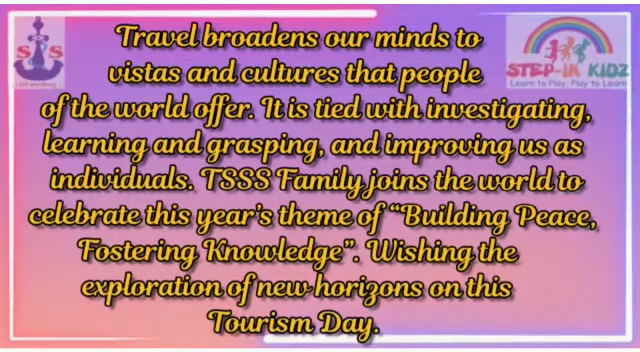 Travel broadens our minds to
vistas and cultures that people
of the world offer. It is tied with investigating,
learning and grasping, and improving us as
individuals. TSSS Family joins the world to
celebrate this year's theme of "Building Peace,
Fostering Knowledge". Wishing the
exploration of new horizons on this
Tourism Day.
S S
STEP-IN KIDZ
Learn to Play, Play to Learn